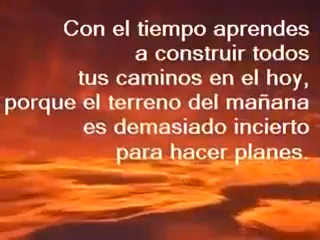 Con el tiempo aprendes
a construir todos
tus caminos en el hoy,
porque el terreno del mañana
es demasiado incierto
para hacer planes.